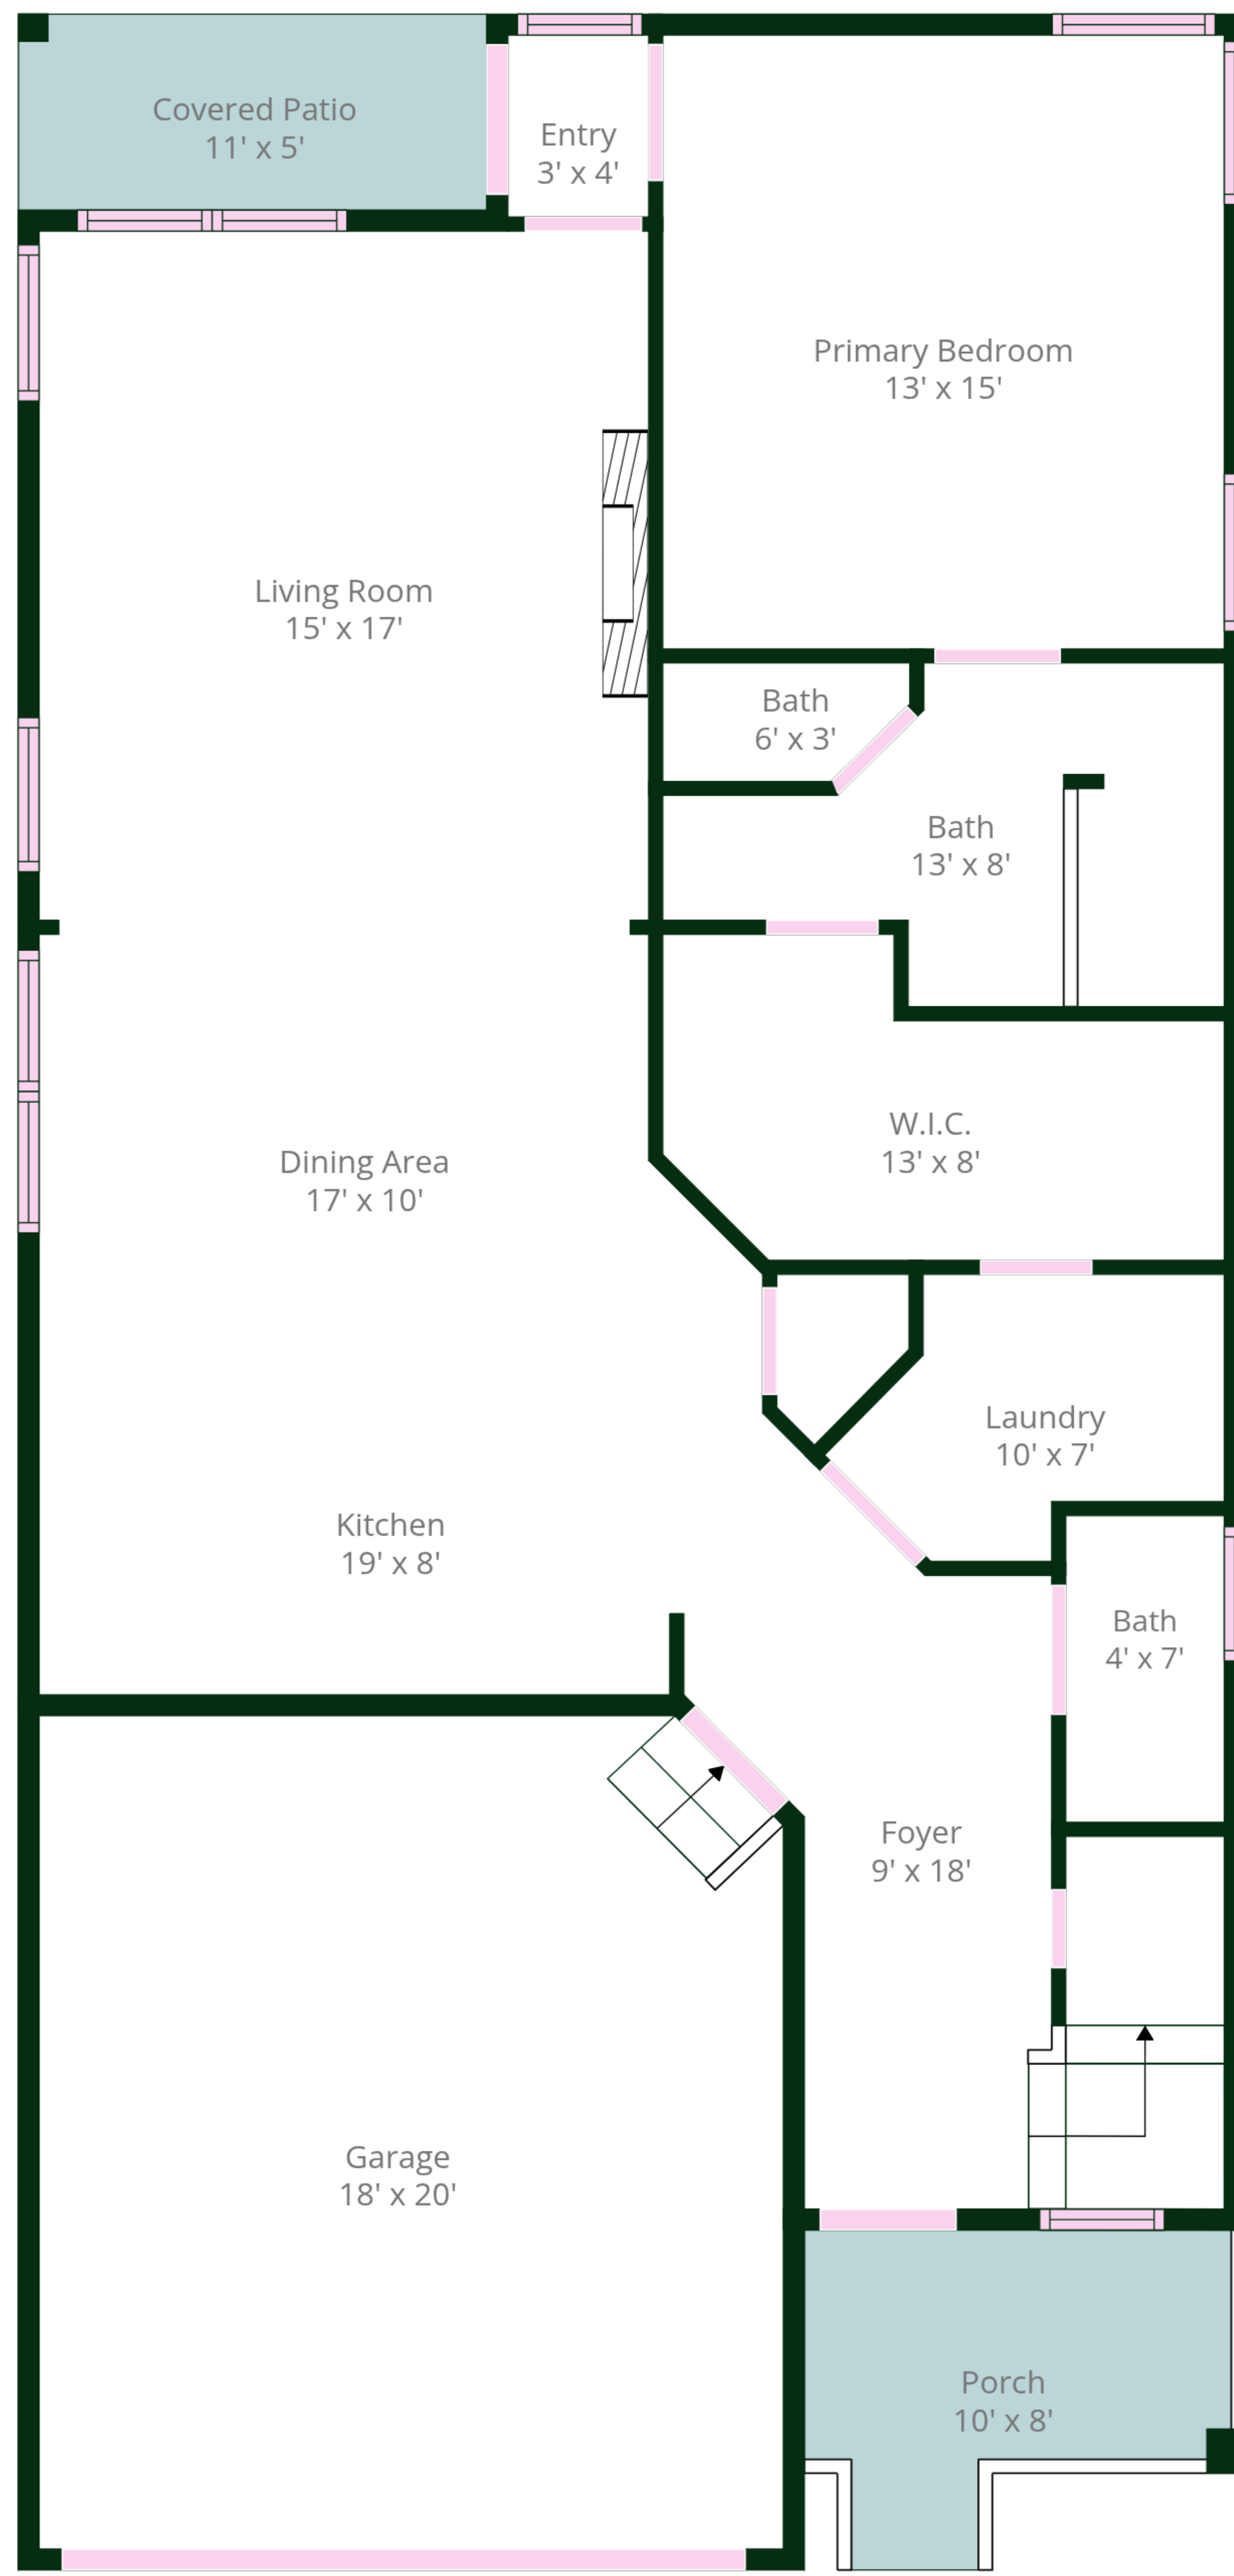 Covered Patio
11' x 5'
Entry
3' x 4'
Primary Bedroom
13' x 15'
Living Room
15' x 17'
Bath
6' x 3'
Bath
13' x 8'
W.I.C.
13' x 8'
Dining Area
17' x 10'
Laundry
10' x 7'
Kitchen
19' x 8'
Bath
4' x 7'
Foyer
9' x 18'
Garage
18' x 20'
Porch
10' x 8'